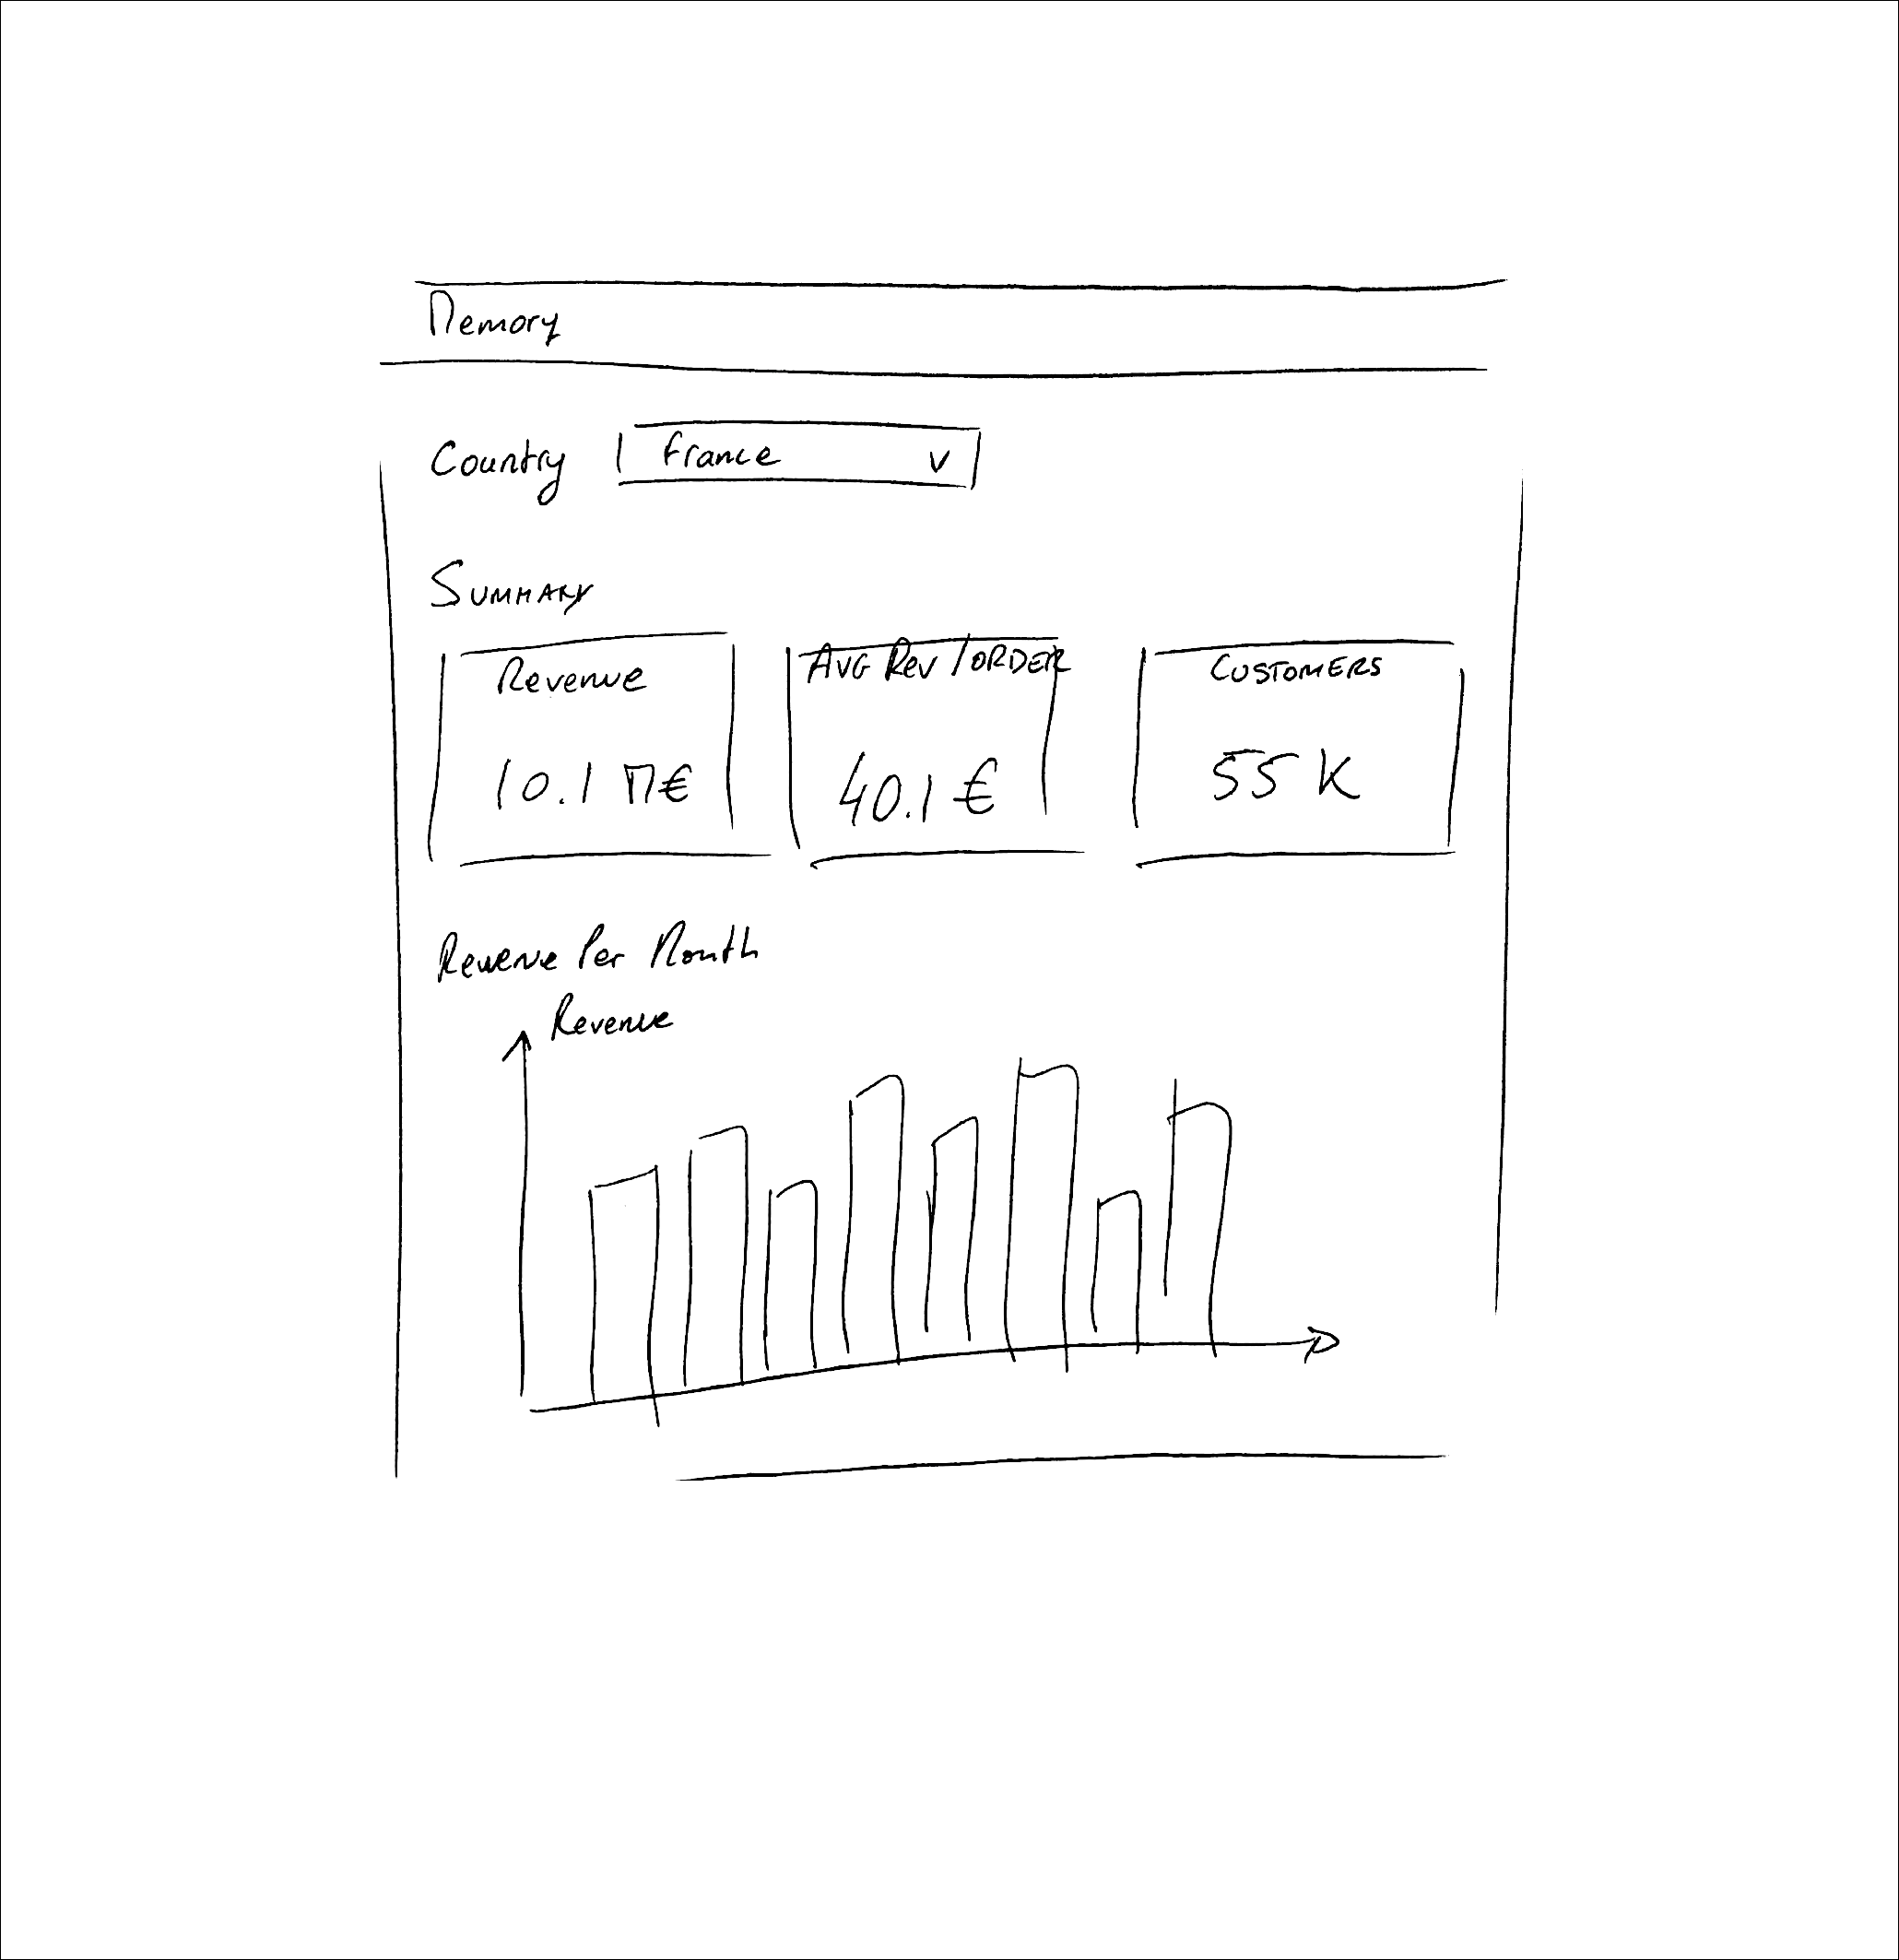 Memory
Country France v
SUMMARY
Revenue AVG Rev / ORDER CUSTOMERS
10.1 M€ 40.1 € 55 K
Revenue Per Month
Revenue